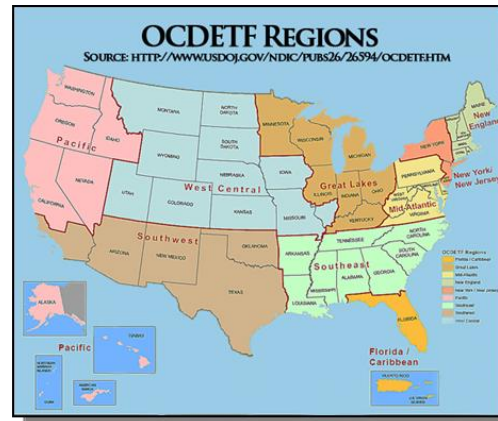 OCDETF REGIONS
SOURCE: HTTP://WWW.USDOJ.GOV/NDIC/PUBS26/26594/OCDETF.HTM
WASHINGTON
MONTANA
NORTH DAKOTA
MINNESOTA
MAINE
New England
OREGON
IDAHO
Pacific
SOUTH DAKOTA
WISCONSIN
MICHIGAN
NEW YORK
WYOMING
New York/
New Jersey
NEBRASKA
IOWA
PENNSYLVANIA
NEVADA
UTAH
West Central
Great Lakes
ILLINOIS
INDIANA
OHIO
Mid-Atlantic
COLORADO
KANSAS
MISSOURI
KENTUCKY
VIRGINIA
CALIFORNIA
Southwest
ARIZONA
NEW MEXICO
OKLAHOMA
ARKANSAS
TENNESSEE
NORTH CAROLINA
Southeast
SOUTH CAROLINA
TEXAS
MISSISSIPPI
ALABAMA
GEORGIA
LOUISIANA
FLORIDA
OCDETF Regions
Florida / Caribbean
Great Lakes
Mid-Atlantic
New England
New York / New Jersey
Pacific
Southeast
Southwest
West Central
ALASKA
HAWAII
Pacific
GUAM
Florida /
Caribbean
PUERTO RICO